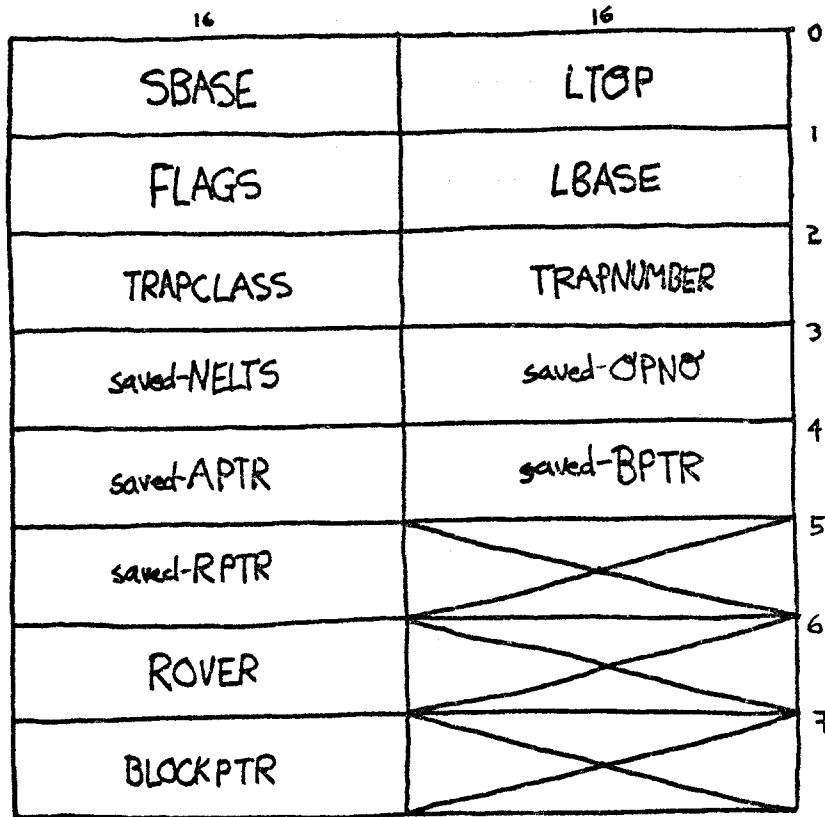 16 16
0
SBASE LTOP
1
FLAGS LBASE
2
TRAPCLASS TRAPNUMBER
3
saved-NELTS saved-OPNO
4
saved-APTR saved-BPTR
5
saved-RPTR
6
ROVER
7
BLOCKPTR